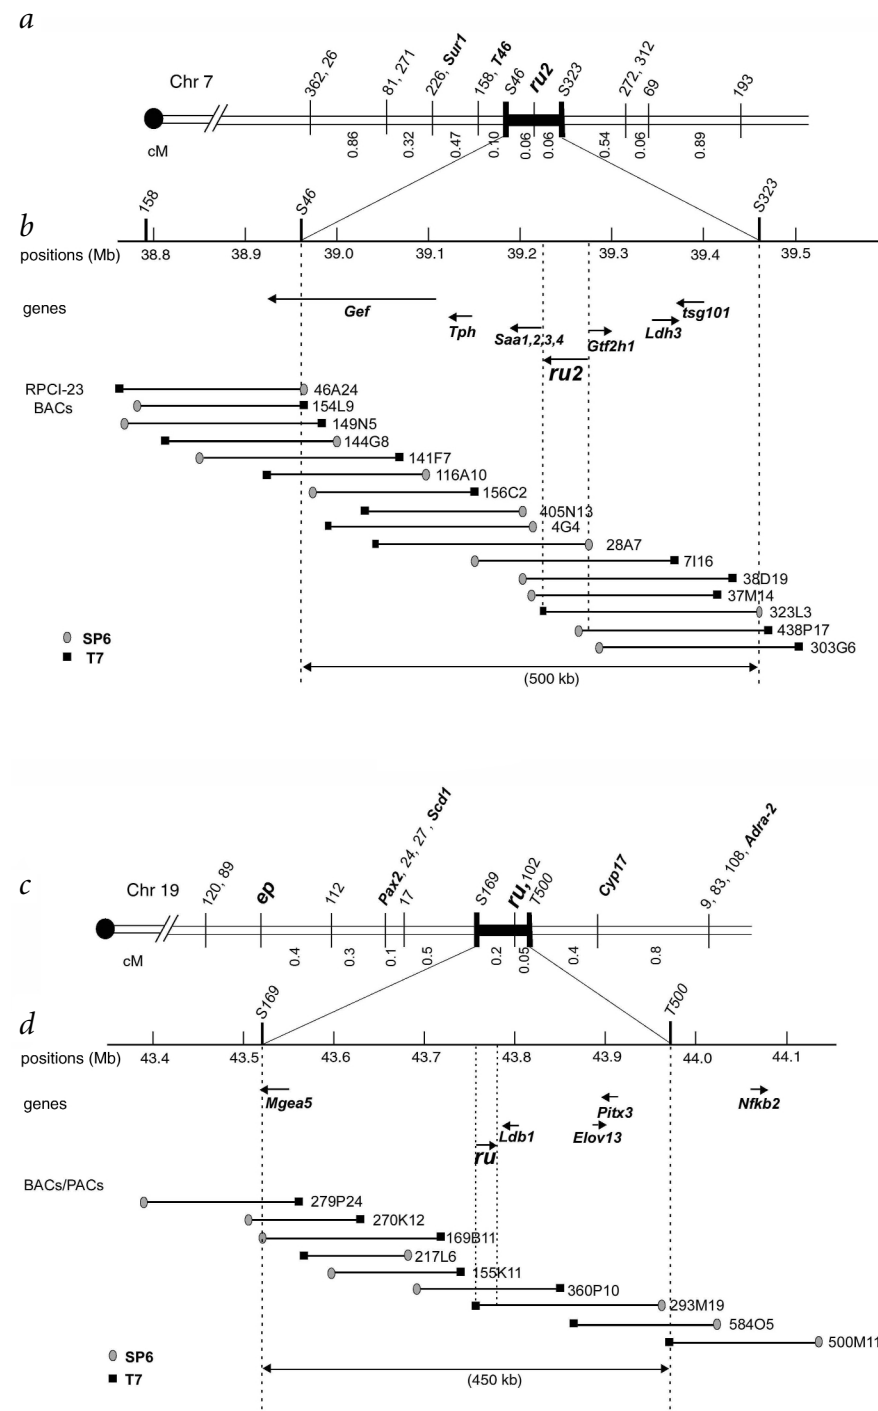 a
Chr 7
362, 26
81, 271
226, Sur1
158, T46
S46
ru2
S323
272, 312
69
193
cM
0.86
0.32
0.47
0.10
0.06
0.06
0.54
0.06
0.89
b
158
S46
S323
positions (Mb)
38.8
38.9
39.0
39.1
39.2
39.3
39.4
39.5
genes
Gef
Tph
Saa1,2,3,4
ru2
Gtf2h1
Ldh3
tsg101
RPCI-23
BACs
46A24
154L9
149N5
144G8
141F7
116A10
156C2
405N13
4G4
28A7
7I16
38D19
37M14
323L3
438P17
303G6
SP6
T7
(500 kb)
c
Chr 19
120, 89
ep
112
Pax2, 24, 27 , Scd1
17
S169
ru, 102
T500
Cyp17
9, 83, 108, Adra-2
cM
0.4
0.3
0.1
0.5
0.2
0.05
0.4
0.8
d
S169
T500
positions (Mb)
43.4
43.5
43.6
43.7
43.8
43.9
44.0
44.1
genes
Mgea5
Ldb1
ru
Pitx3
Elov13
Nfkb2
BACs/PACs
279P24
270K12
169B11
217L6
155K11
360P10
293M19
584O5
500M11
SP6
T7
(450 kb)